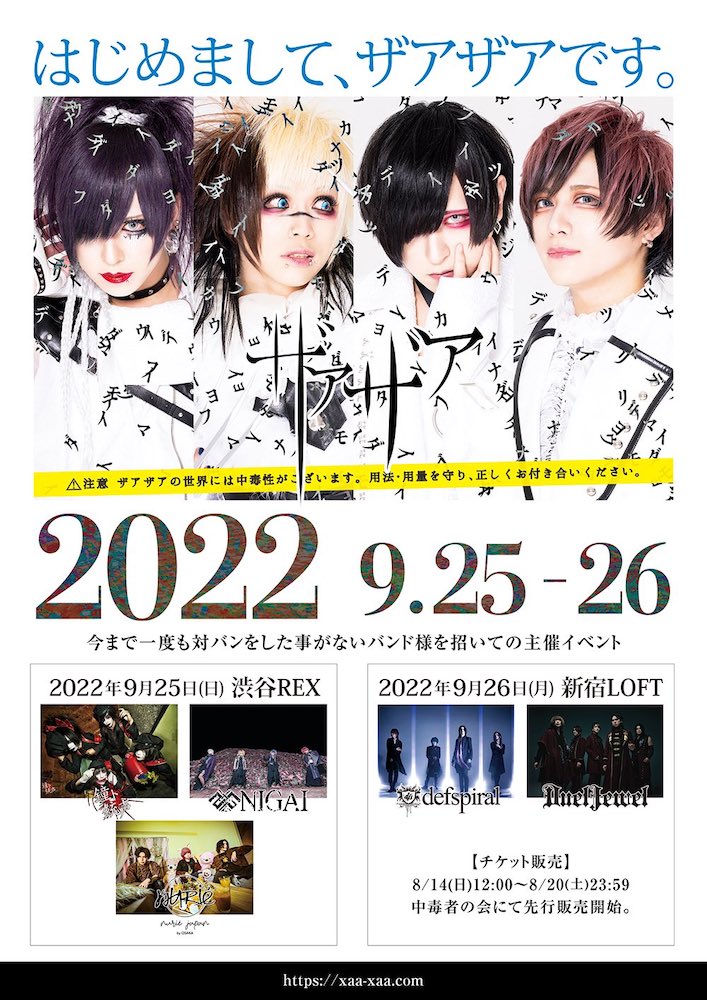 はじめまして、ザアザアです。
ザアザア
⚠注意 ザアザアの世界には中毒性がございます。用法・用量を守り、正しくお付き合いください。
2022 9.25-26
今まで一度も対バンをした事がないバンド様を招いての主催イベント
2022年9月25日(日) 渋谷REX
NIGAI
nurié
nurié japan
by OSAKA
2022年9月26日(月) 新宿LOFT
defspiral
DuelJewel
【チケット販売】
8/14(日)12:00〜8/20(土)23:59
中毒者の会にて先行販売開始。
https://xaa-xaa.com